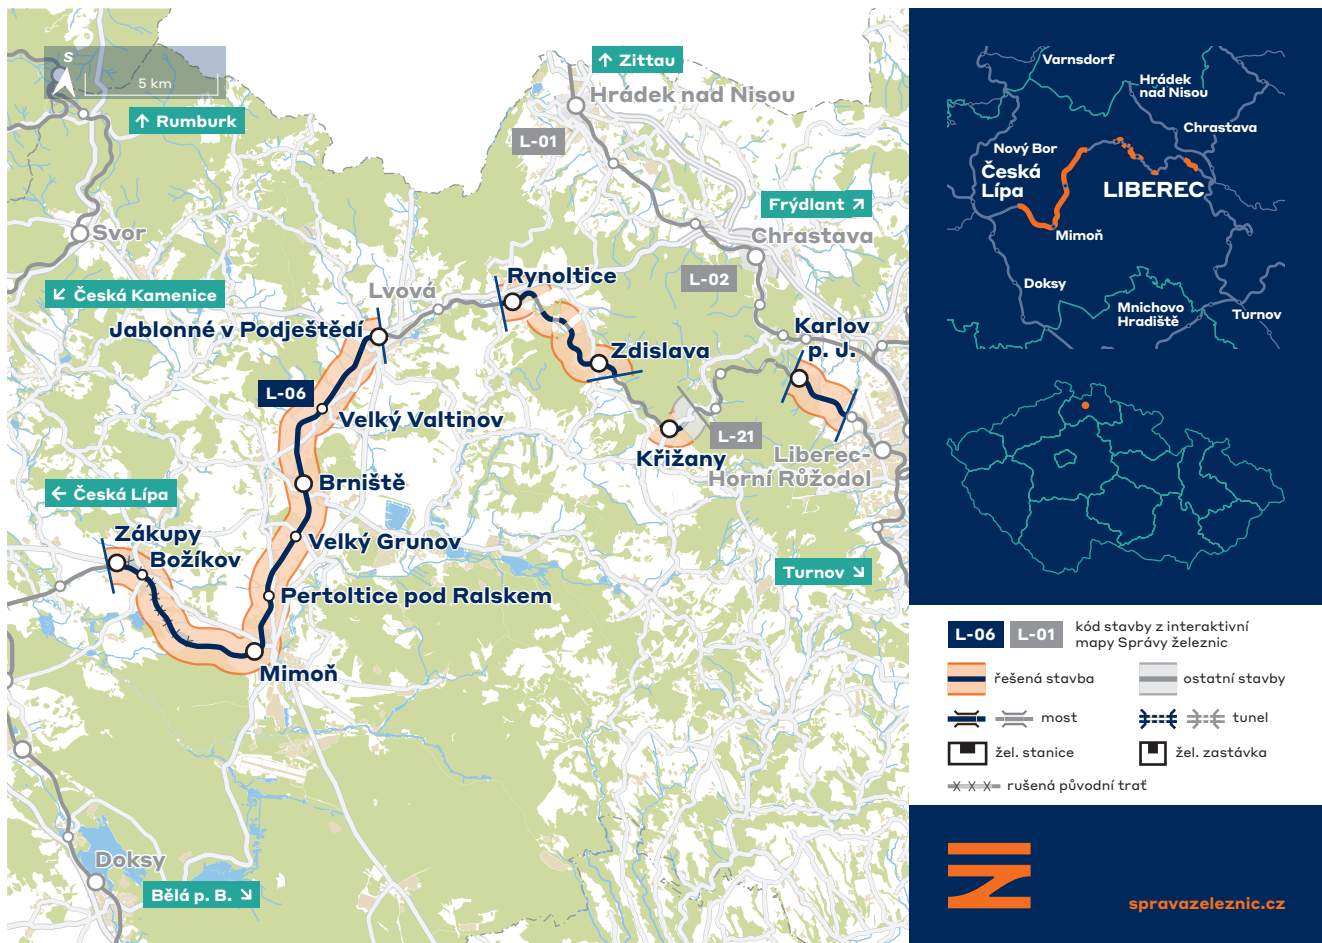 S
5 km
↑ Rumburk
↑ Zittau
Hrádek nad Nisou
L-01
Frýdlant ↗
Chrastava
Svor
L-02
Rynoltice
↙ Česká Kamenice
Lvová
Jablonné v Podještědí
Karlov
p. J.
Zdislava
L-06
Velký Valtinov
L-21
Křižany
Liberec-
Horní Růžodol
Brniště
← Česká Lípa
Zákupy
Božíkov
Velký Grunov
Turnov ↘
Pertoltice pod Ralskem
Mimoň
Doksy
Bělá p. B. ↘
Varnsdorf
Hrádek
nad Nisou
Chrastava
Nový Bor
Česká
Lípa
LIBEREC
Mimoň
Doksy
Mnichovo
Hradiště
Turnov
L-06
L-01
kód stavby z interaktivní
mapy Správy železnic
řešená stavba
ostatní stavby
most
tunel
žel. stanice
žel. zastávka
rušená původní trať
spravazeleznic.cz